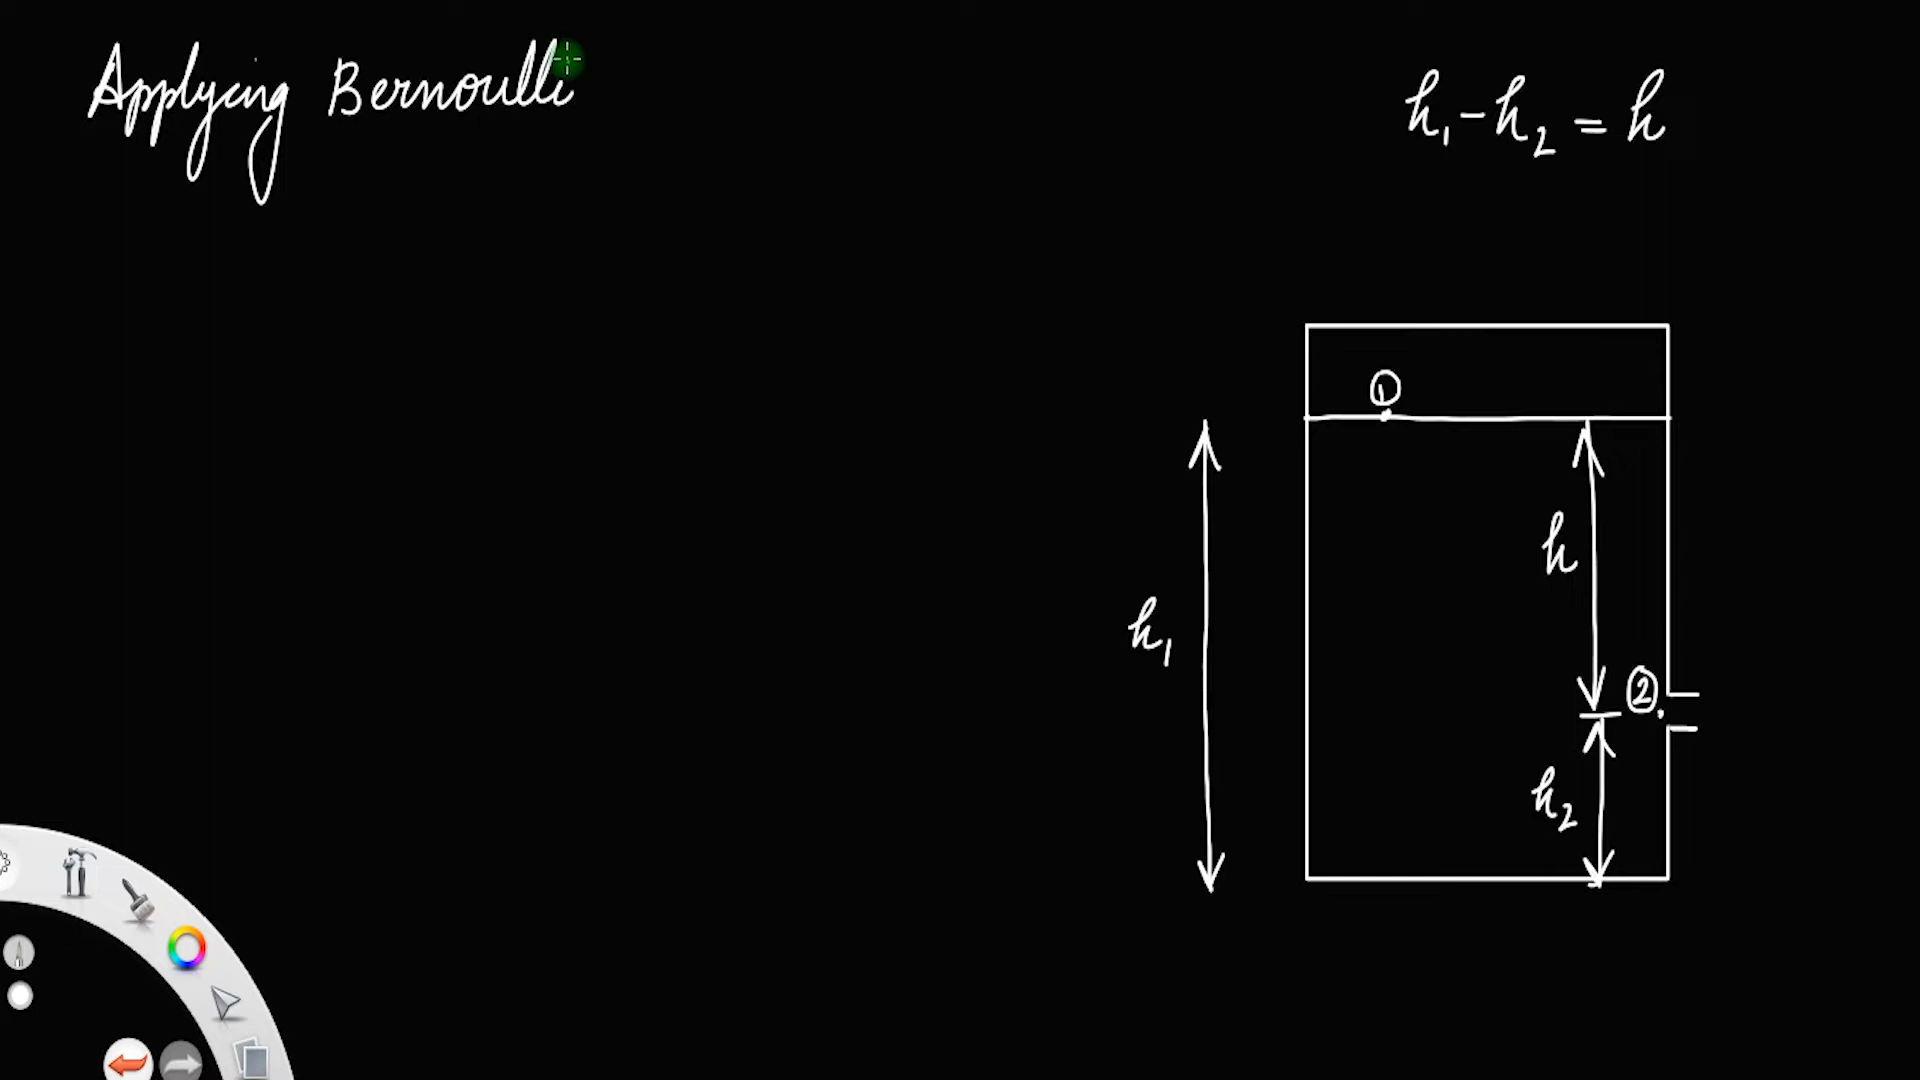 Applying Bernoulli
h₁ - h₂ = h
①
h
h₁
②
h₂